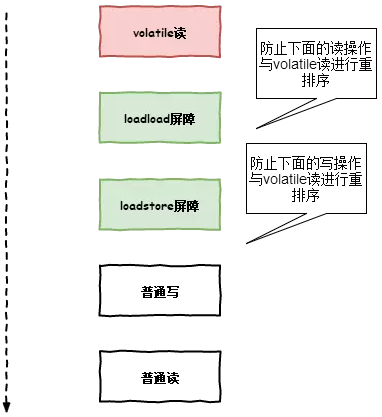 volatile读
防止下面的读操作
与volatile读进行重
排序
loadload屏障
防止下面的写操作
与volatile读进行重
排序
loadstore屏障
普通写
普通读